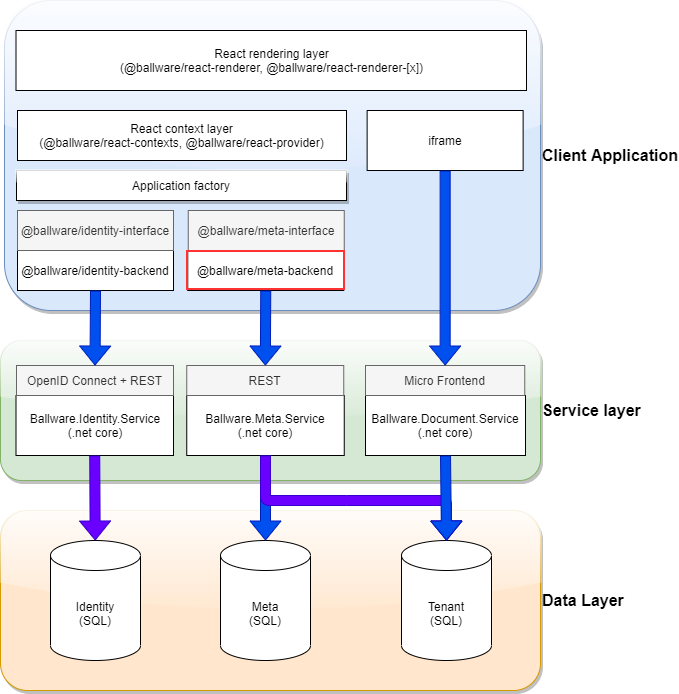 React rendering layer
(@ballware/react-renderer, @ballware/react-renderer-[x])
React context layer
(@ballware/react-contexts, @ballware/react-provider)
iframe
Client Application
Application factory
@ballware/identity-interface
@ballware/meta-interface
@ballware/identity-backend
@ballware/meta-backend
OpenID Connect + REST
REST
Micro Frontend
Ballware.Identity.Service
(.net core)
Ballware.Meta.Service
(.net core)
Ballware.Document.Service
(.net core)
Service layer
Identity
(SQL)
Meta
(SQL)
Tenant
(SQL)
Data Layer